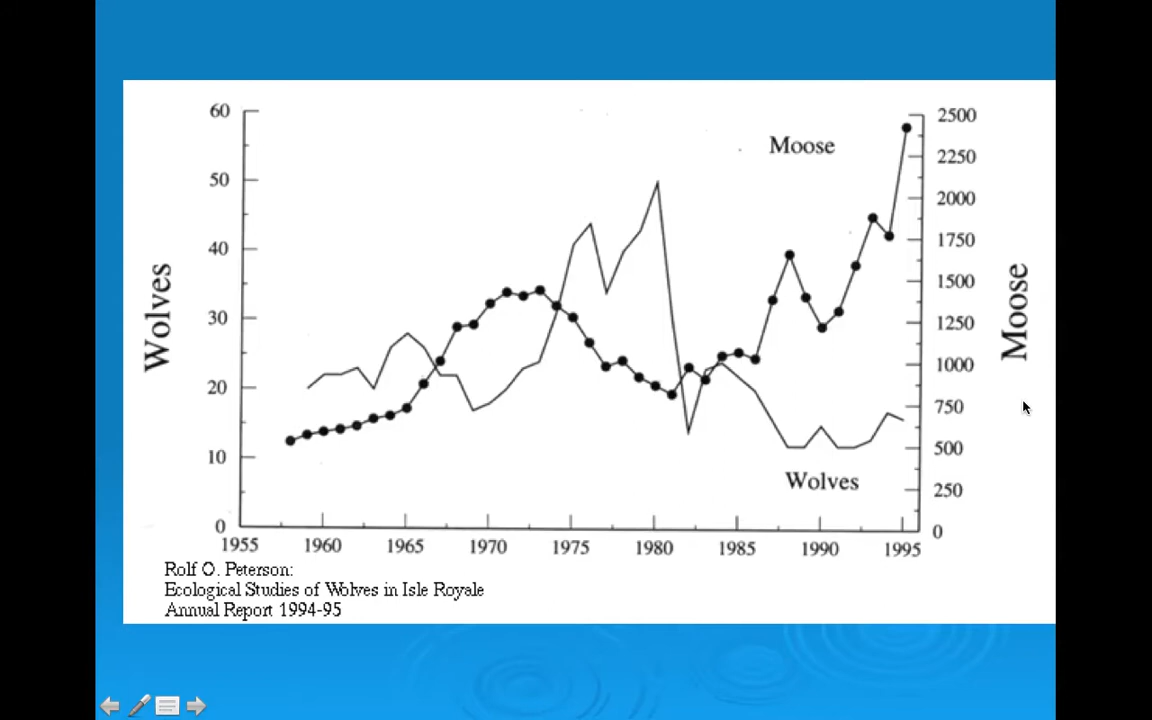 60
50
40
30
20
10
0
Wolves
2500
2250
2000
1750
1500
1250
1000
750
500
250
0
Moose
Moose
Wolves
1955 1960 1965 1970 1975 1980 1985 1990 1995
Rolf O. Peterson:
Ecological Studies of Wolves in Isle Royale
Annual Report 1994-95